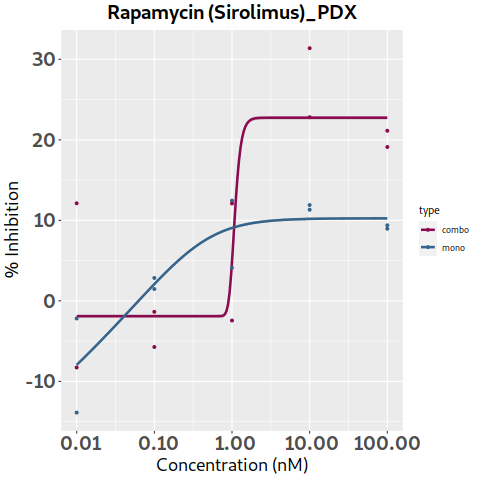 Rapamycin (Sirolimus)_PDX
% Inhibition
30
20
10
0
-10
0.01 0.10 1.00 10.00 100.00
Concentration (nM)
type
combo
mono